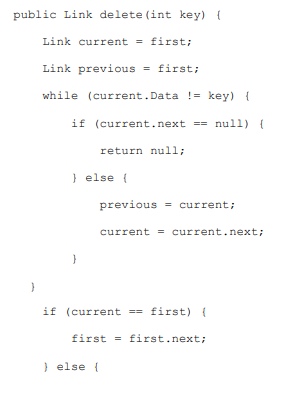 public Link delete(int key) {
Link current = first;
Link previous = first;
while (current.Data != key) {
if (current.next == null) {
return null;
} else {
previous = current;
current = current.next;
}
}
if (current == first) {
first = first.next;
} else {